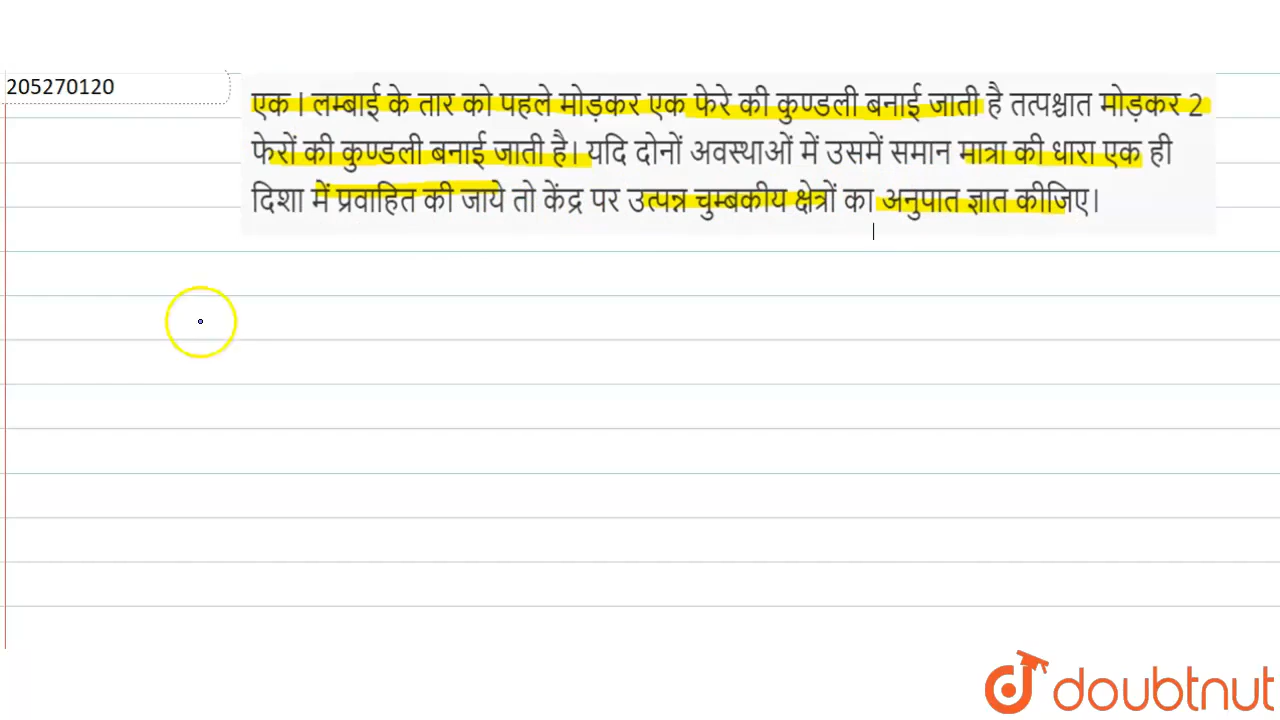 205270120
एक l लम्बाई के तार को पहले मोड़कर एक फेरे की कुण्डली बनाई जाती है तत्पश्चात मोड़कर 2
फेरों की कुण्डली बनाई जाती है। यदि दोनों अवस्थाओं में उसमें समान मात्रा की धारा एक ही
दिशा में प्रवाहित की जाये तो केंद्र पर उत्पन्न चुम्बकीय क्षेत्रों का अनुपात ज्ञात कीजिए।
doubtnut